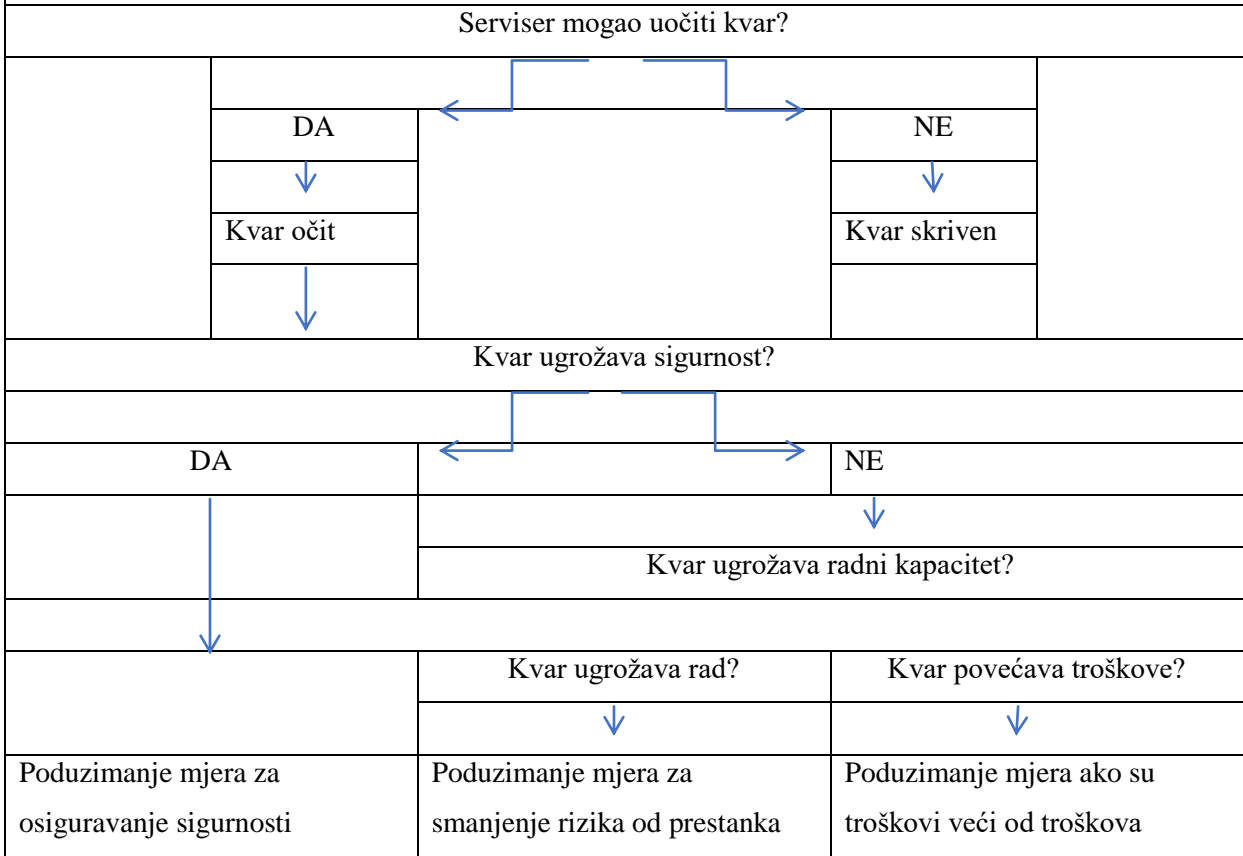 Serviser mogao uočiti kvar?
DA
NE
Kvar očit
Kvar skriven
Kvar ugrožava sigurnost?
DA
NE
Kvar ugrožava radni kapacitet?
Kvar ugrožava rad?
Kvar povećava troškove?
Poduzimanje mjera za
osiguravanje sigurnosti
Poduzimanje mjera za
smanjenje rizika od prestanka
Poduzimanje mjera ako su
troškovi veći od troškova